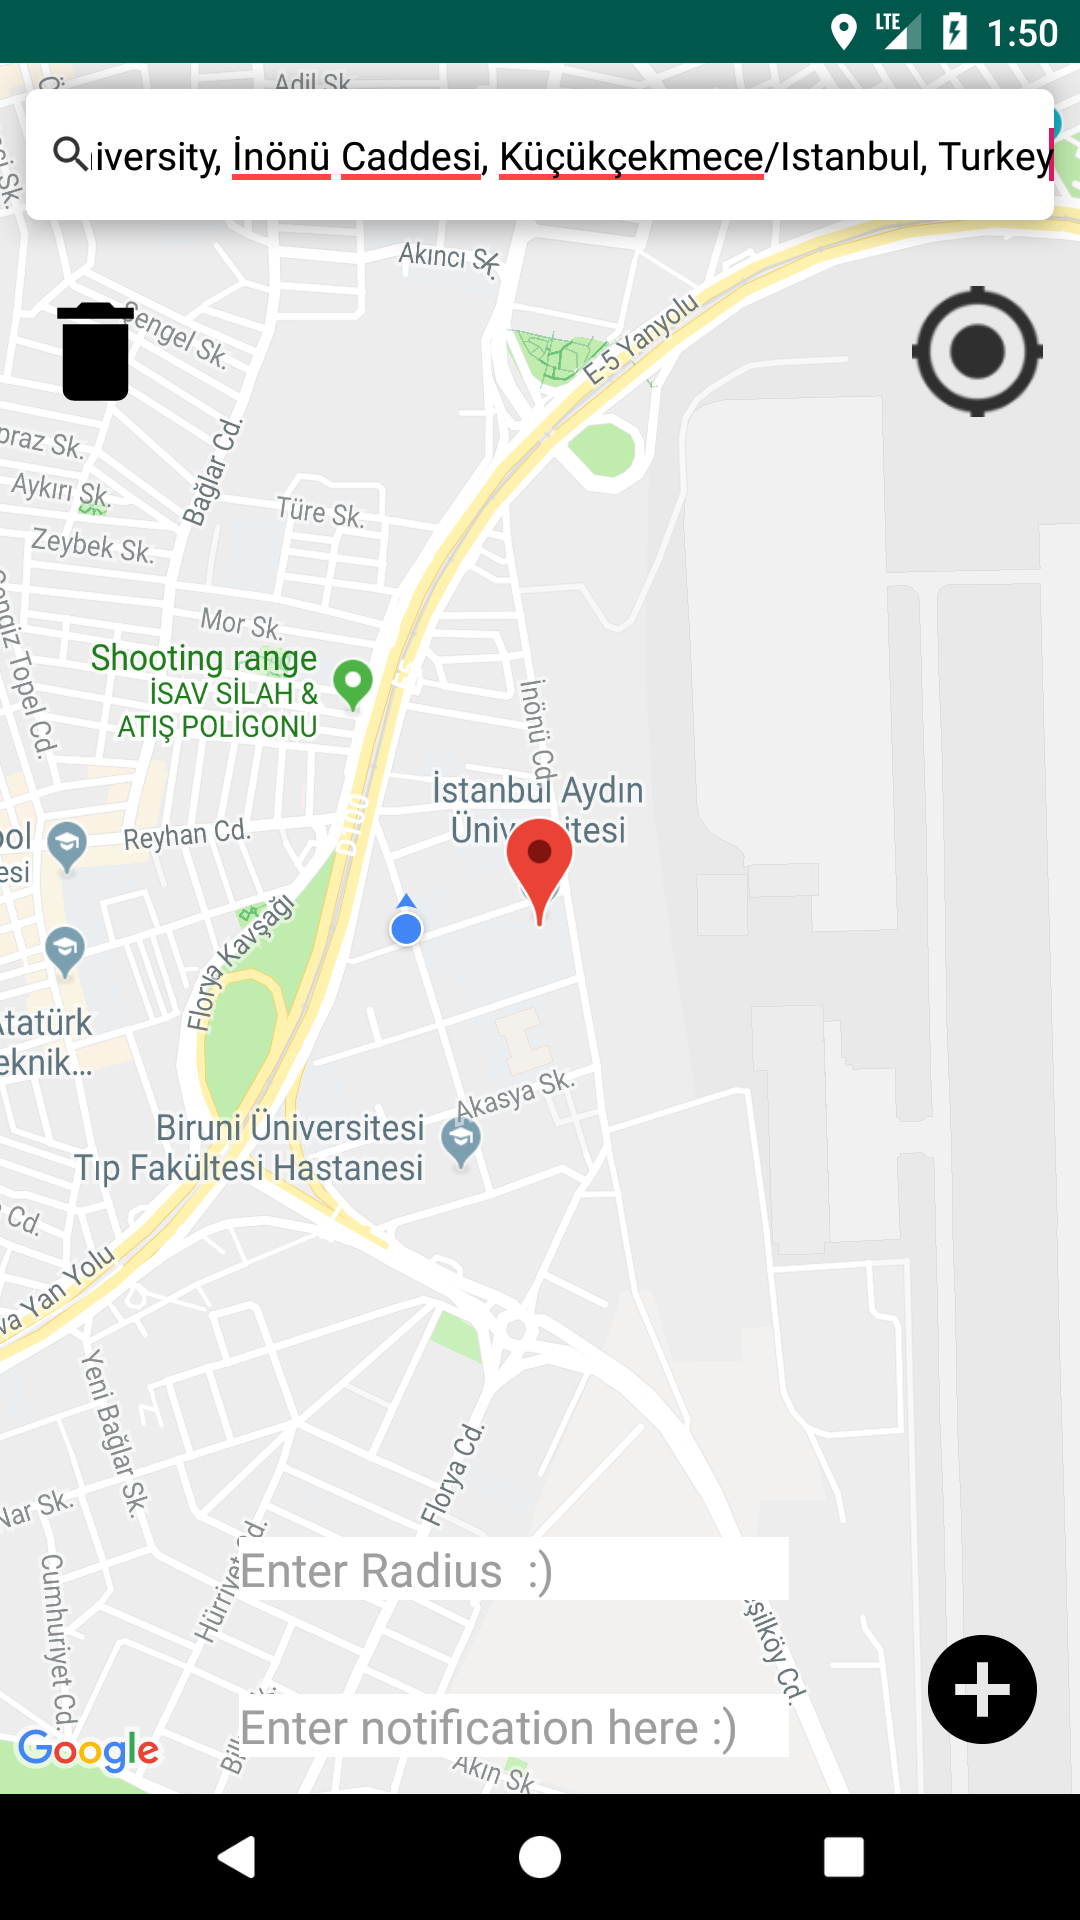 LTE 1:50
Adil Sk.
iversity, İnönü Caddesi, Küçükçekmece/Istanbul, Turkey
Akıncı Sk.
Şengel Sk.
E-5 Yanyolu
praz Sk.
Bağlar Cd.
Aykırı Sk.
Türe Sk.
Zeybek Sk.
Cengiz Topel Cd.
Mor Sk.
Shooting range
İSAV SİLAH &
ATIŞ POLİGONU
E5
İnönü Cd.
İstanbul Aydın
Üniv itesi
D100
Reyhan Cd.
ool
esi
Florya Kavşağı
Atatürk
eknik...
Akasya Sk.
Biruni Üniversitesi
Tıp Fakültesi Hastanesi
Cd.
va Yan Yolu
Yeni Bağlar Sk.
Florya Cd.
Nar Sk.
Hürriyet Cd.
Cumhuriyet Cd.
Enter Radius :)
şilköy Cd.
Enter notification here :)
Google
Akın Sk.